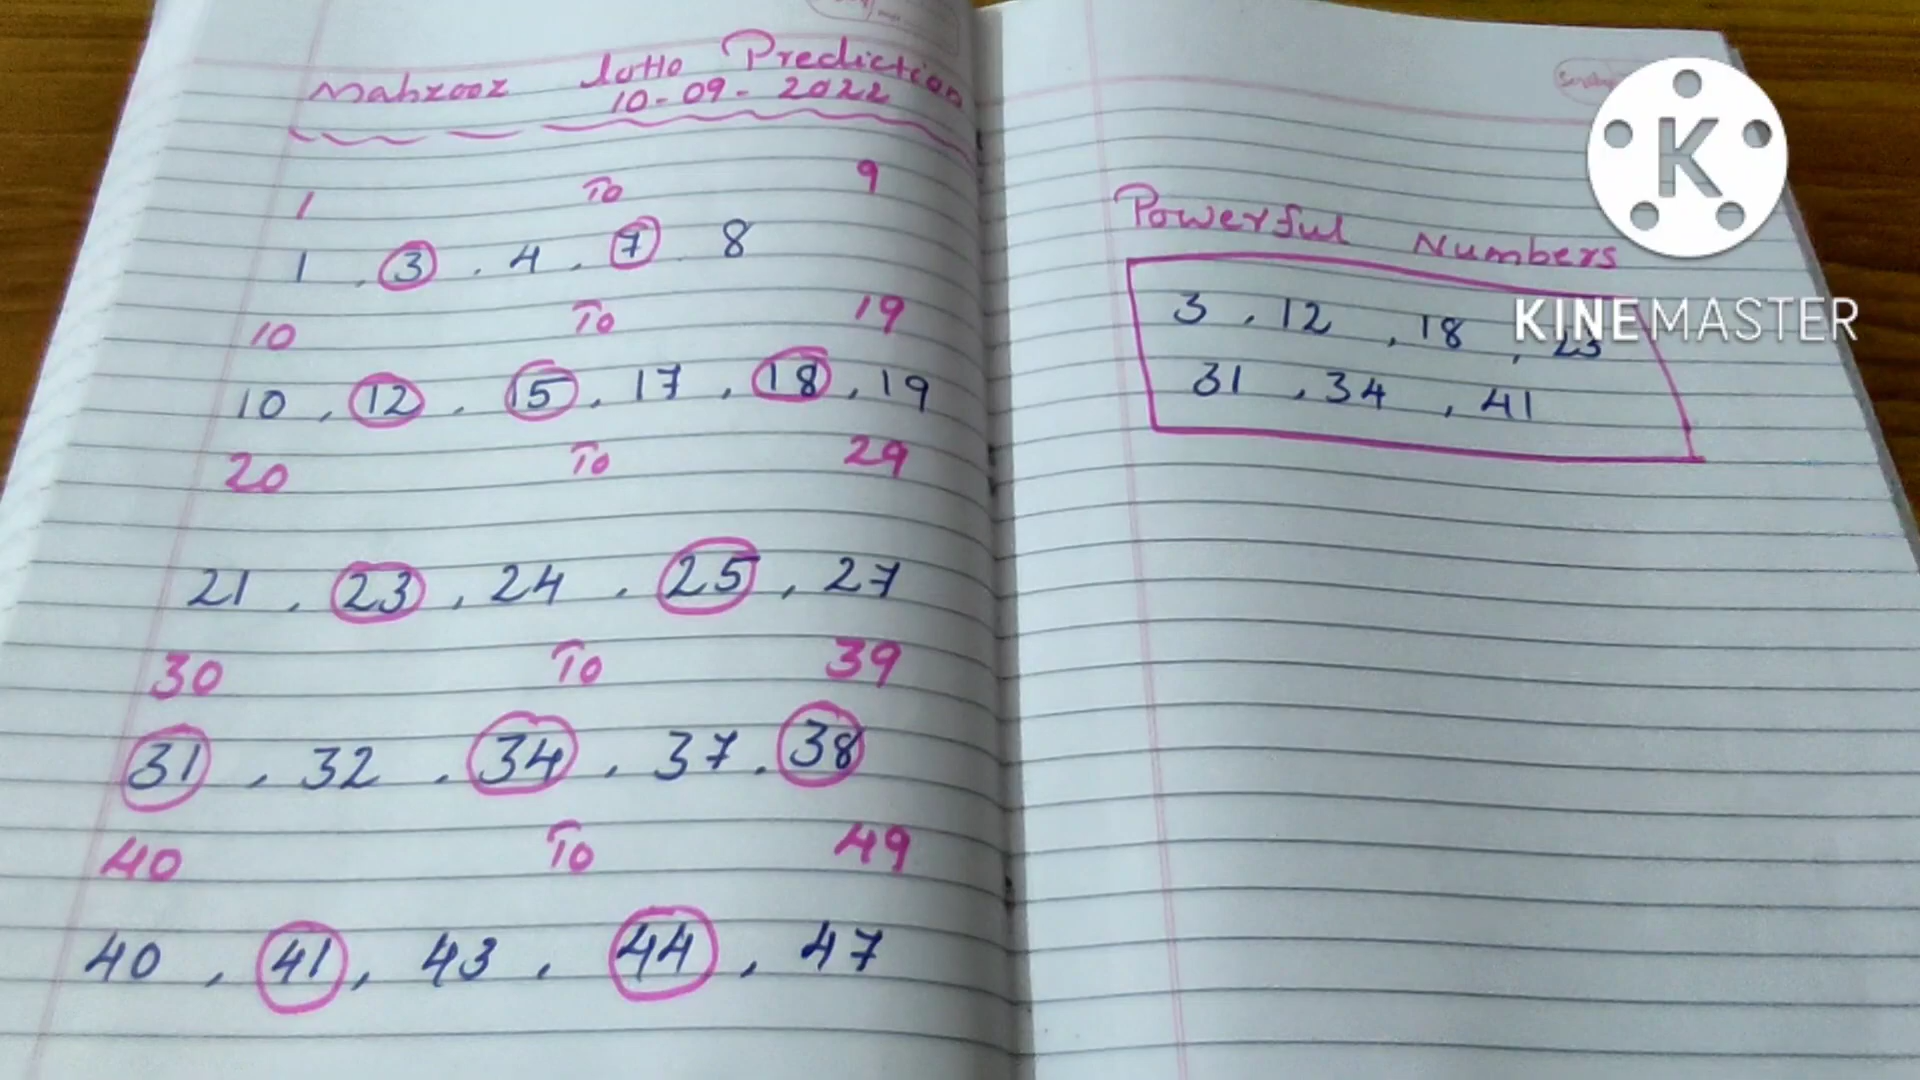 Mahzooz Lotto Prediction
10-09-2022
1 To 9
1 , 3 , 4 , 7 , 8
10 To 19
10 , 12 , 15 , 17 , 18 , 19
20 To 29
21 , 23 , 24 , 25 , 27
30 To 39
31 , 32 , 34 , 37 , 38
40 To 49
40 , 41 , 43 , 44 , 47
Powerful Numbers
3 , 12 , 18 , 23
31 , 34 , 41
K
KINEMASTER